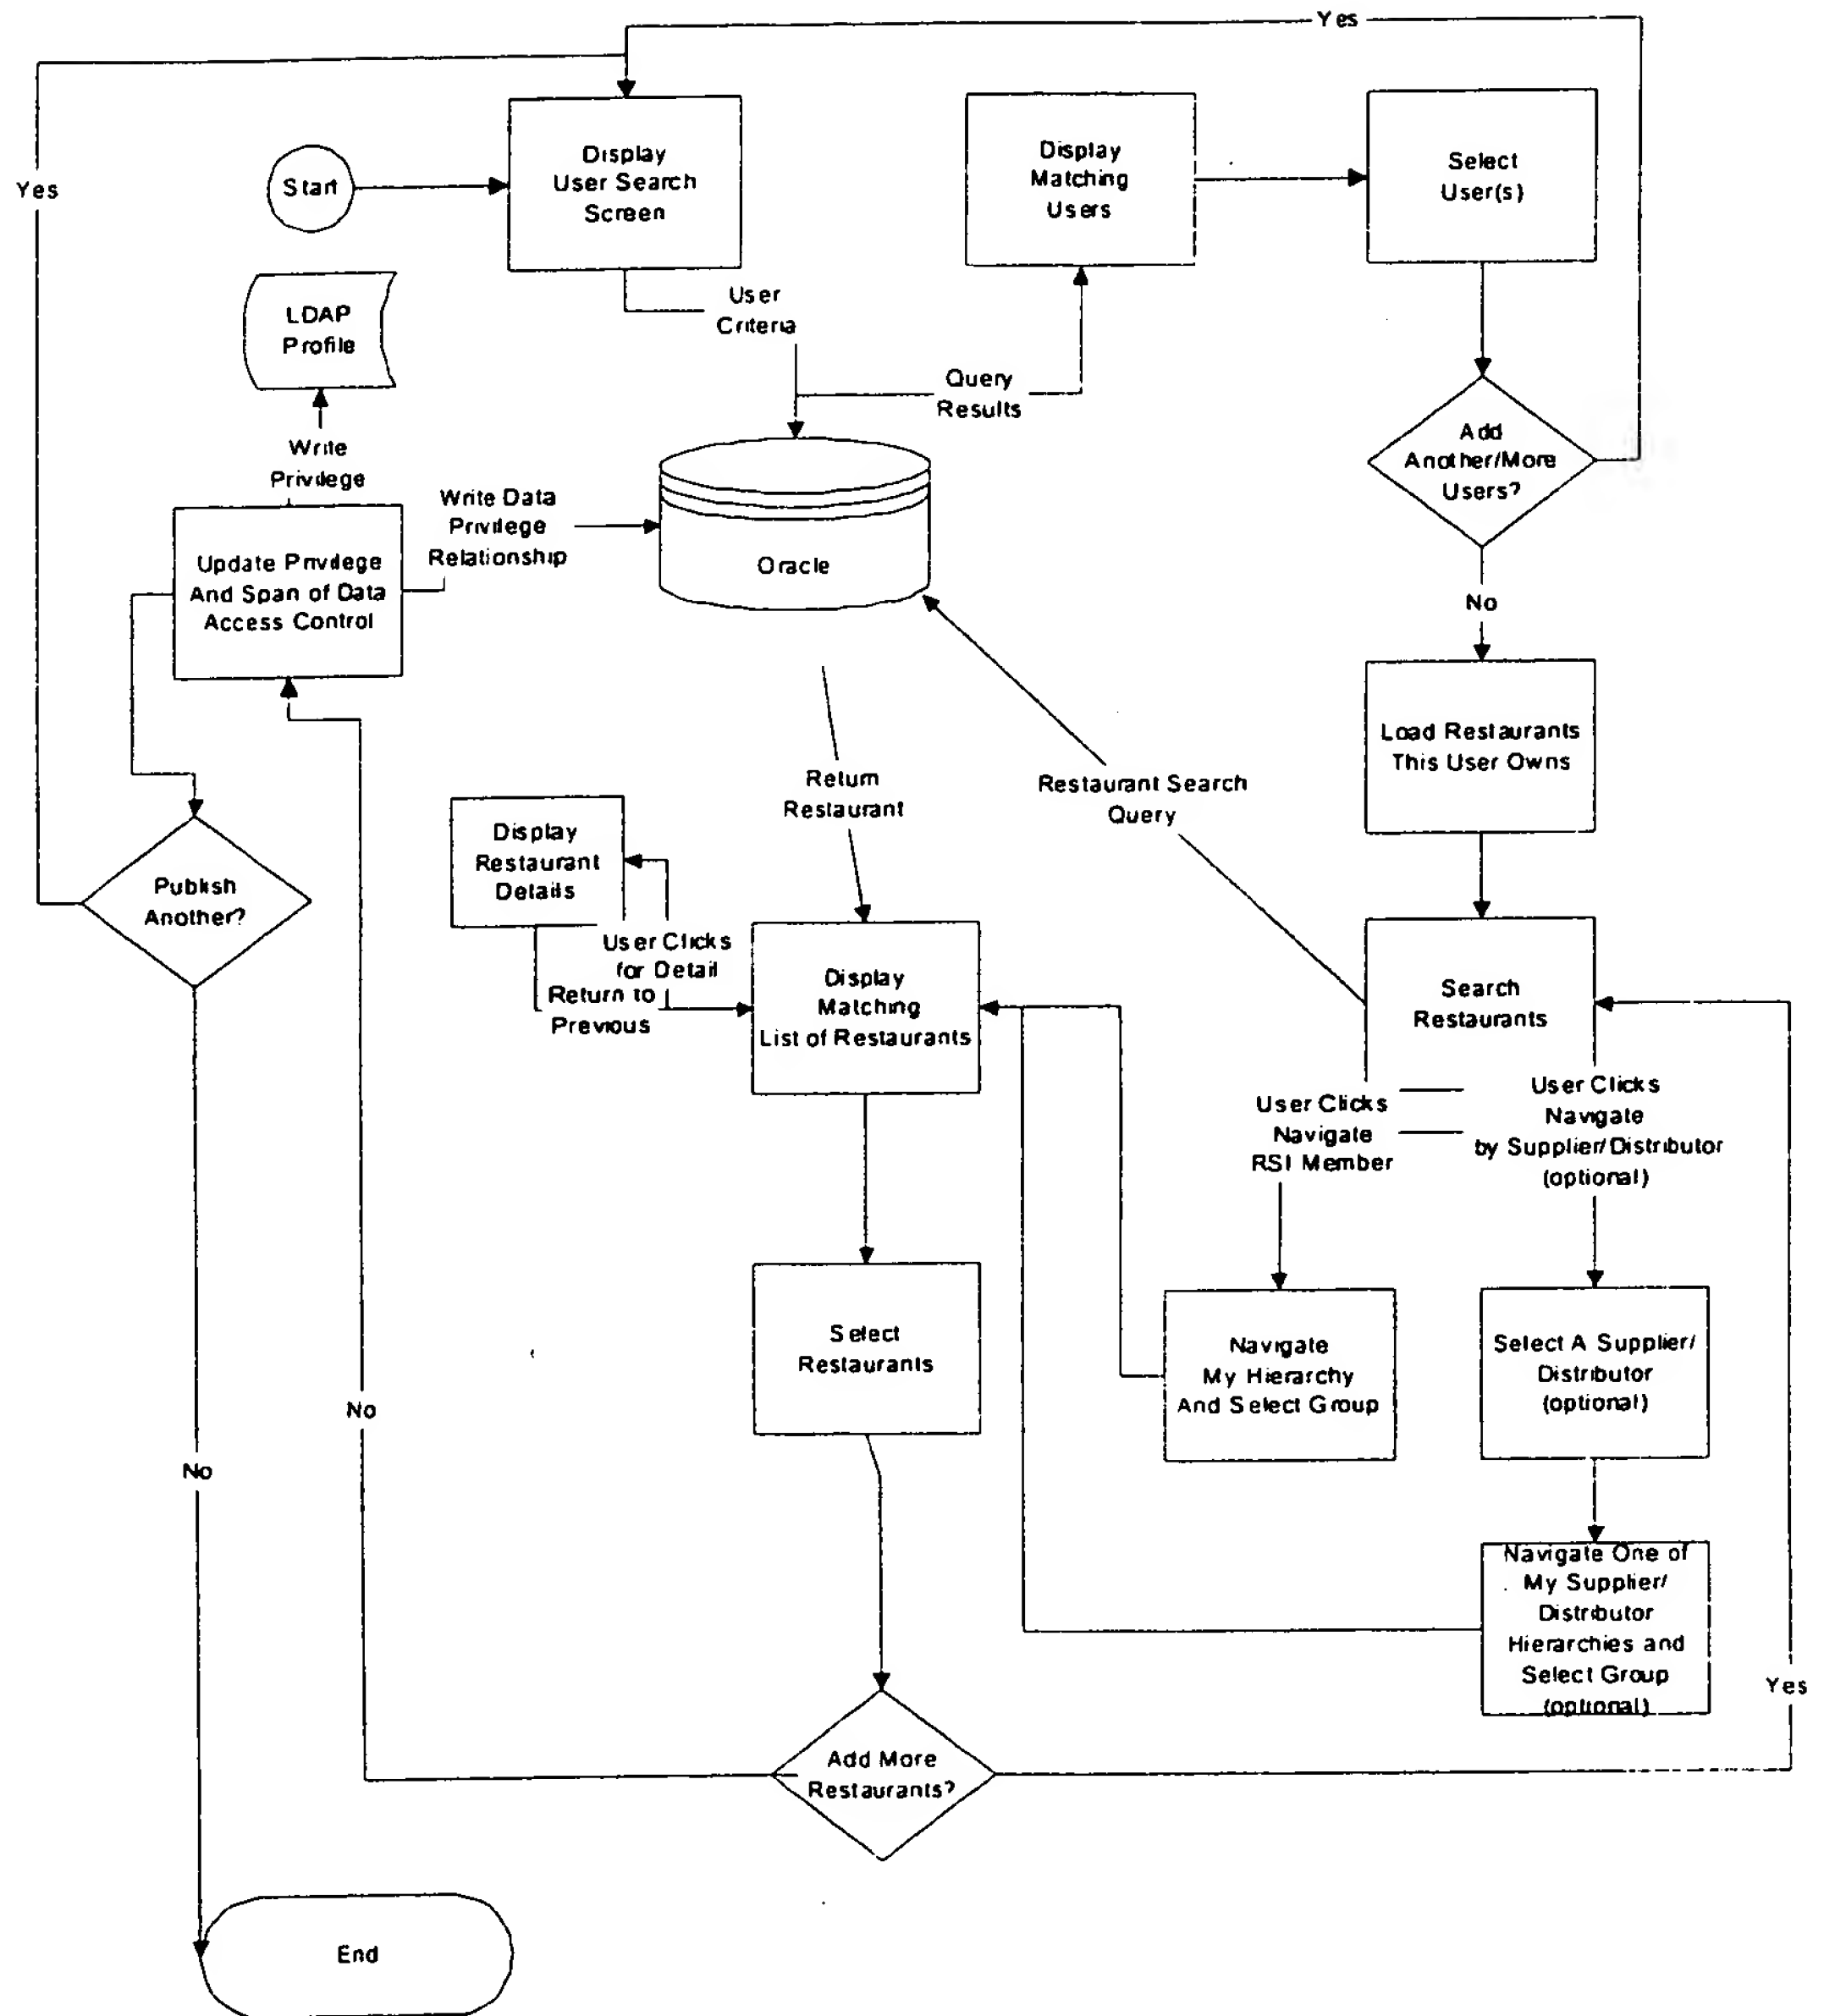 Yes
Display
User Search
Screen
Display
Matching
Users
Select
User(s)
Yes
Start
LDAP
Profile
User
Criteria
Query
Results
Add
Another/More
Users?
Write
Privilege
Write Data
Privilege
Relationship
Update Privilege
And Span of Data
Access Control
Oracle
No
Load Restaurants
This User Owns
Return
Restaurant
Restaurant Search
Query
Display
Restaurant
Details
Publish
Another?
User Clicks
for Detail
Return to
Previous
Display
Matching
List of Restaurants
Search
Restaurants
User Clicks
Navigate
RSI Member
User Clicks
Navigate
by Supplier/Distributor
(optional)
Select
Restaurants
Navigate
My Hierarchy
And Select Group
Select A Supplier/
Distributor
(optional)
No
No
Navigate One of
My Supplier/
Distributor
Hierarchies and
Select Group
(optional)
Yes
Add More
Restaurants?
End